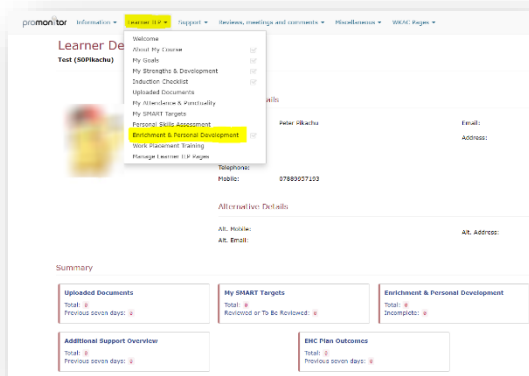 promonitor Information Learner ILP Support Reviews, meetings and comments Miscellaneous WRAC Pages
Learner De
Test (SOPikachu)
Welcome
About My Course
My Goals
My Strengths & Development
Induction Checklist
Uploaded Documents
My Attendance & Punctuality
My SMART Targets
Personal Skills Assessment
Enrichment & Personal Development
Work Placement Training
Manage Learner ILP Pages
Peter Pikachu
Email:
Address:
Telephone:
Mobile: 07889957193
Alternative Details
Alt. Mobile:
Alt. Address:
Alt. Email:
Summary
Uploaded Documents
Total: 0
Previous seven days: 0
My SMART Targets
Total: 0
Reviewed or To Be Reviewed: 0
Enrichment & Personal Development
Total: 0
Incomplete: 0
Additional Support Overview
Total: 0
Previous seven days: 0
EHC Plan Outcomes
Total: 0
Previous seven days: 0